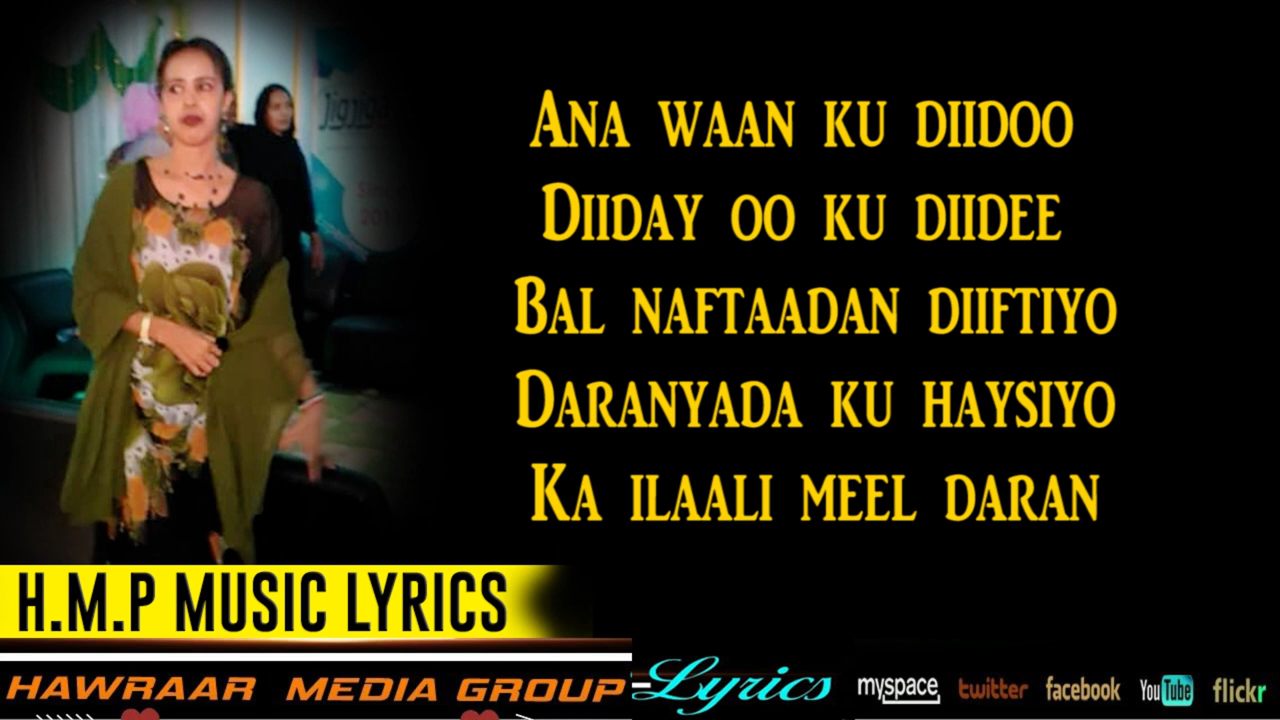 Jigjiga
Ana waan ku diidoo
Diiday oo ku diidee
Bal naftaadan diiftiyo
Daranyada ku haysiyo
Ka ilaali meel daran
H.M.P MUSIC LYRICS
HAWRAAR MEDIA GROUP
Lyrics
myspace twitter facebook YouTube flickr